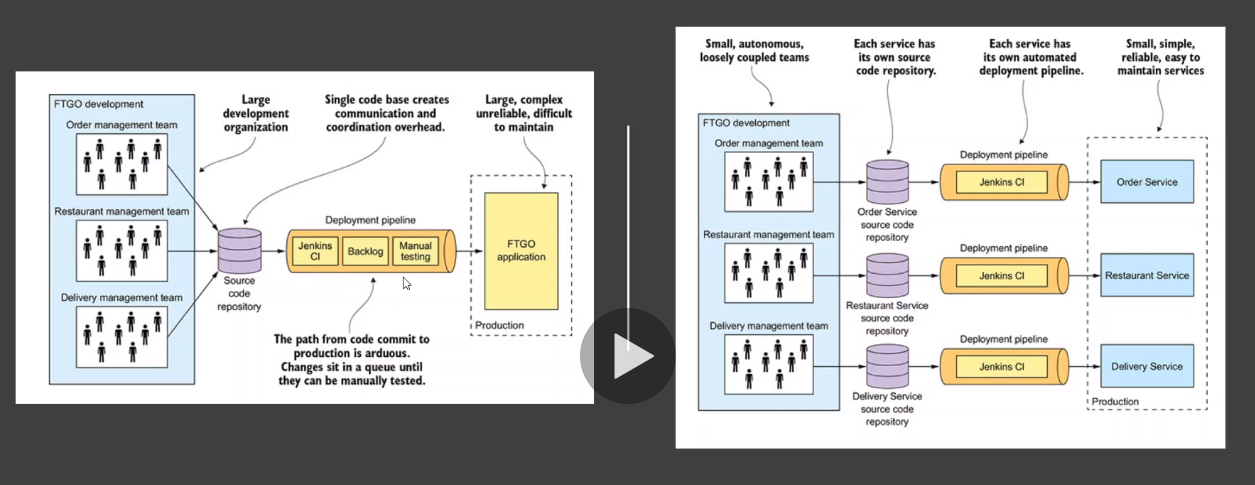 FTGO development
Order management team
Restaurant management team
Delivery management team
Large
development
organization
Single code base creates
communication and
coordination overhead.
Large, complex
unreliable, difficult
to maintain
Source
code
repository
Deployment pipeline
Jenkins
CI
Backlog
Manual
testing
FTGO
application
Production
The path from code commit to
production is arduous.
Changes sit in a queue until
they can be manually tested.
Small, autonomous,
loosely coupled teams
Each service has
its own source
code repository.
Each service has
its own automated
deployment pipeline.
Small, simple,
reliable, easy to
maintain services
FTGO development
Order management team
Order Service
source code
repository
Deployment pipeline
Jenkins CI
Order Service
Restaurant management team
Restaurant Service
source code
repository
Deployment pipeline
Jenkins CI
Restaurant Service
Delivery management team
Delivery Service
source code
repository
Deployment pipeline
Jenkins CI
Delivery Service
Production